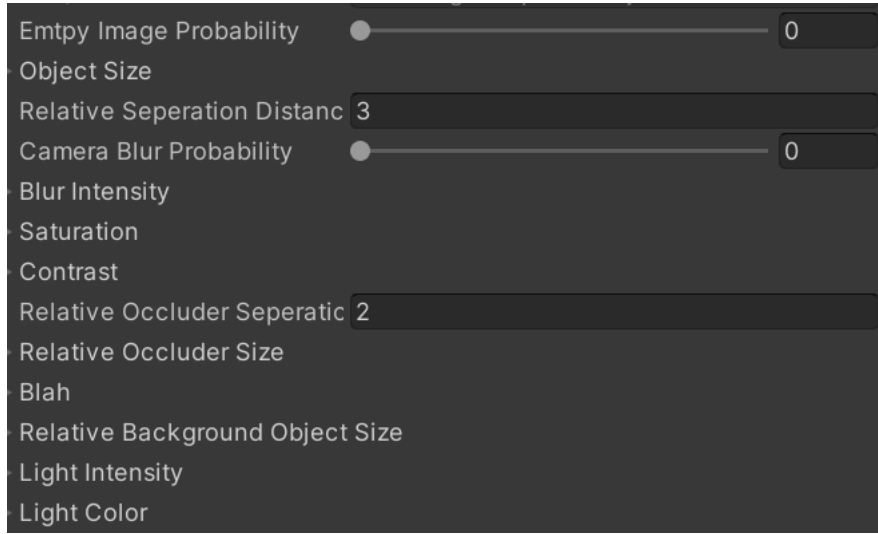 Emtpy Image Probability 0
Object Size
Relative Seperation Distanc 3
Camera Blur Probability 0
Blur Intensity
Saturation
Contrast
Relative Occluder Seperatic 2
Relative Occluder Size
Blah
Relative Background Object Size
Light Intensity
Light Color